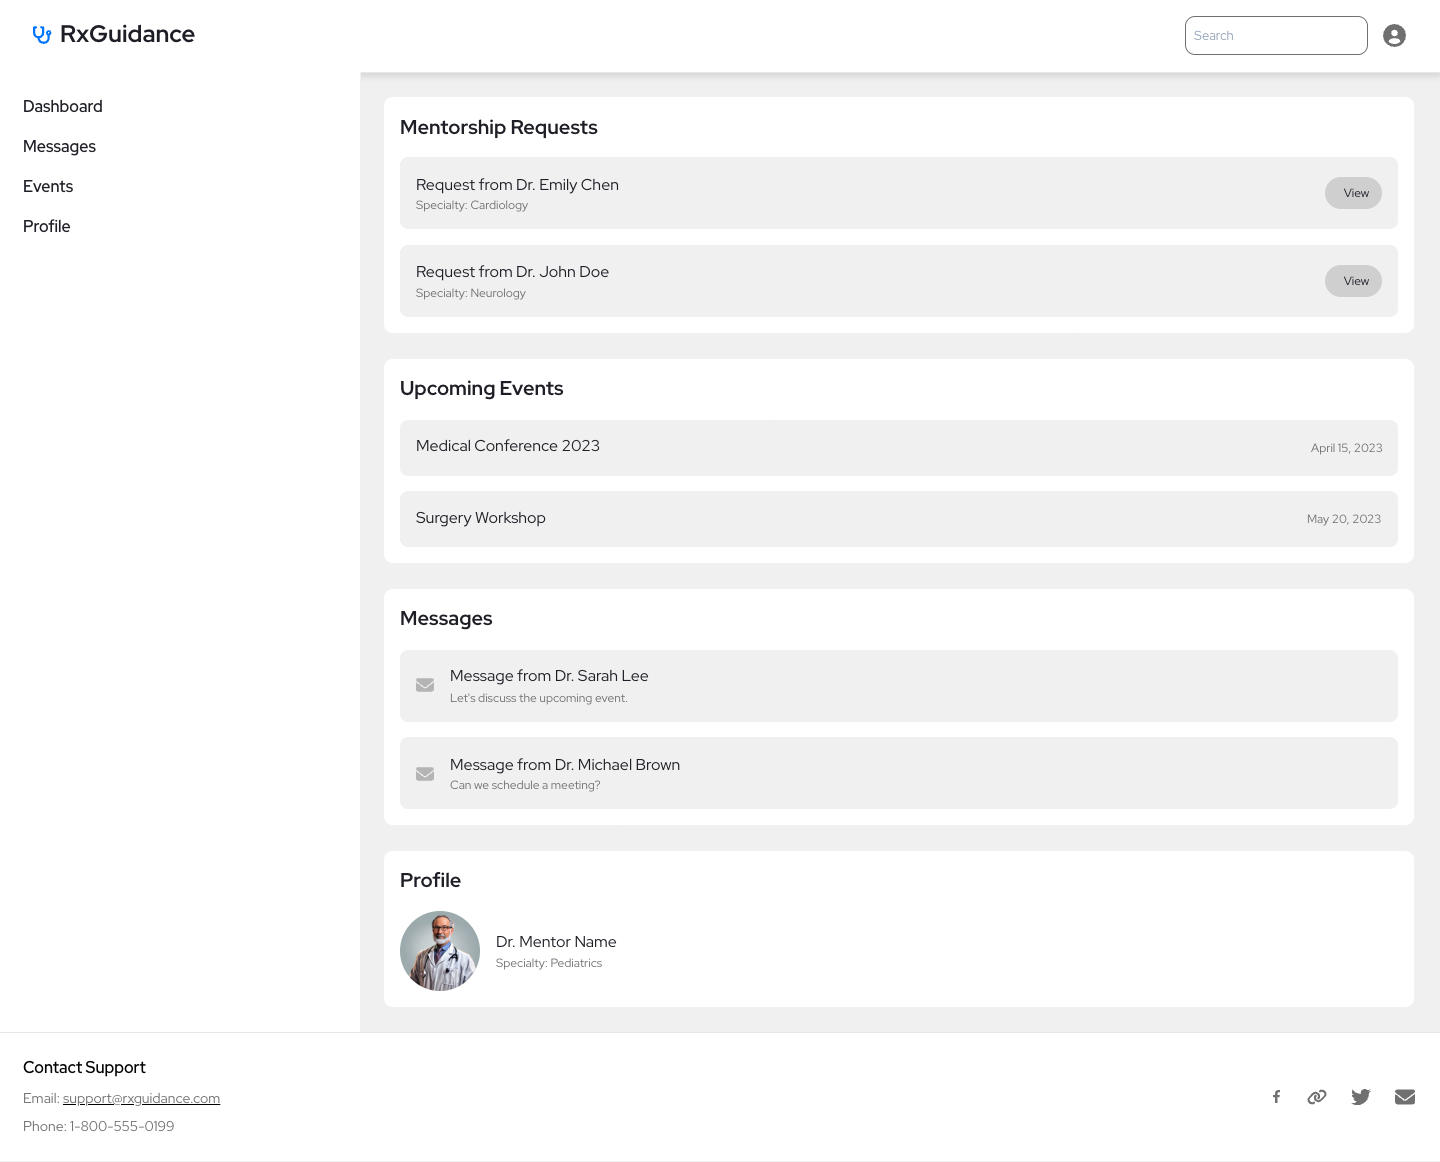 RxGuidance
Search
Dashboard
Messages
Events
Profile
Mentorship Requests
Request from Dr. Emily Chen
Specialty: Cardiology
View
Request from Dr. John Doe
Specialty: Neurology
View
Upcoming Events
Medical Conference 2023
April 15, 2023
Surgery Workshop
May 20, 2023
Messages
Message from Dr. Sarah Lee
Let's discuss the upcoming event.
Message from Dr. Michael Brown
Can we schedule a meeting?
Profile
Dr. Mentor Name
Specialty: Pediatrics
Contact Support
Email: support@rxguidance.com
Phone: 1-800-555-0199